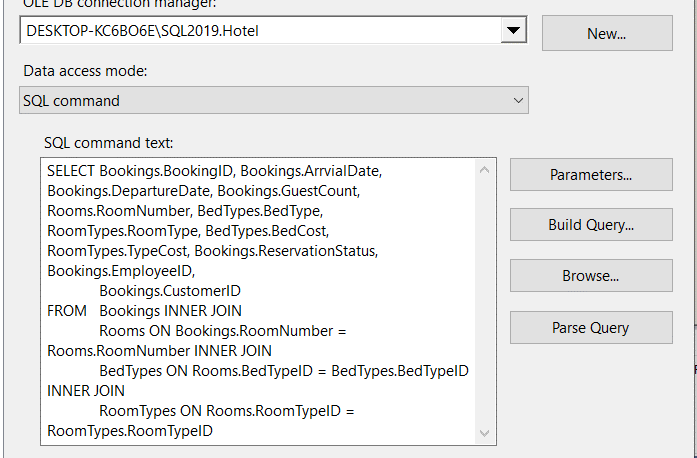 OLE DB connection manager:
DESKTOP-KC6BO6E\SQL2019.Hotel
New...
Data access mode:
SQL command
SQL command text:
SELECT Bookings.BookingID, Bookings.ArrvialDate,
Bookings.DepartureDate, Bookings.GuestCount,
Rooms.RoomNumber, BedTypes.BedType,
RoomTypes.RoomType, BedTypes.BedCost,
RoomTypes.TypeCost, Bookings.ReservationStatus,
Bookings.EmployeeID,
Bookings.CustomerID
FROM Bookings INNER JOIN
Rooms ON Bookings.RoomNumber =
Rooms.RoomNumber INNER JOIN
BedTypes ON Rooms.BedTypeID = BedTypes.BedTypeID
INNER JOIN
RoomTypes ON Rooms.RoomTypeID =
RoomTypes.RoomTypeID
Parameters...
Build Query...
Browse...
Parse Query